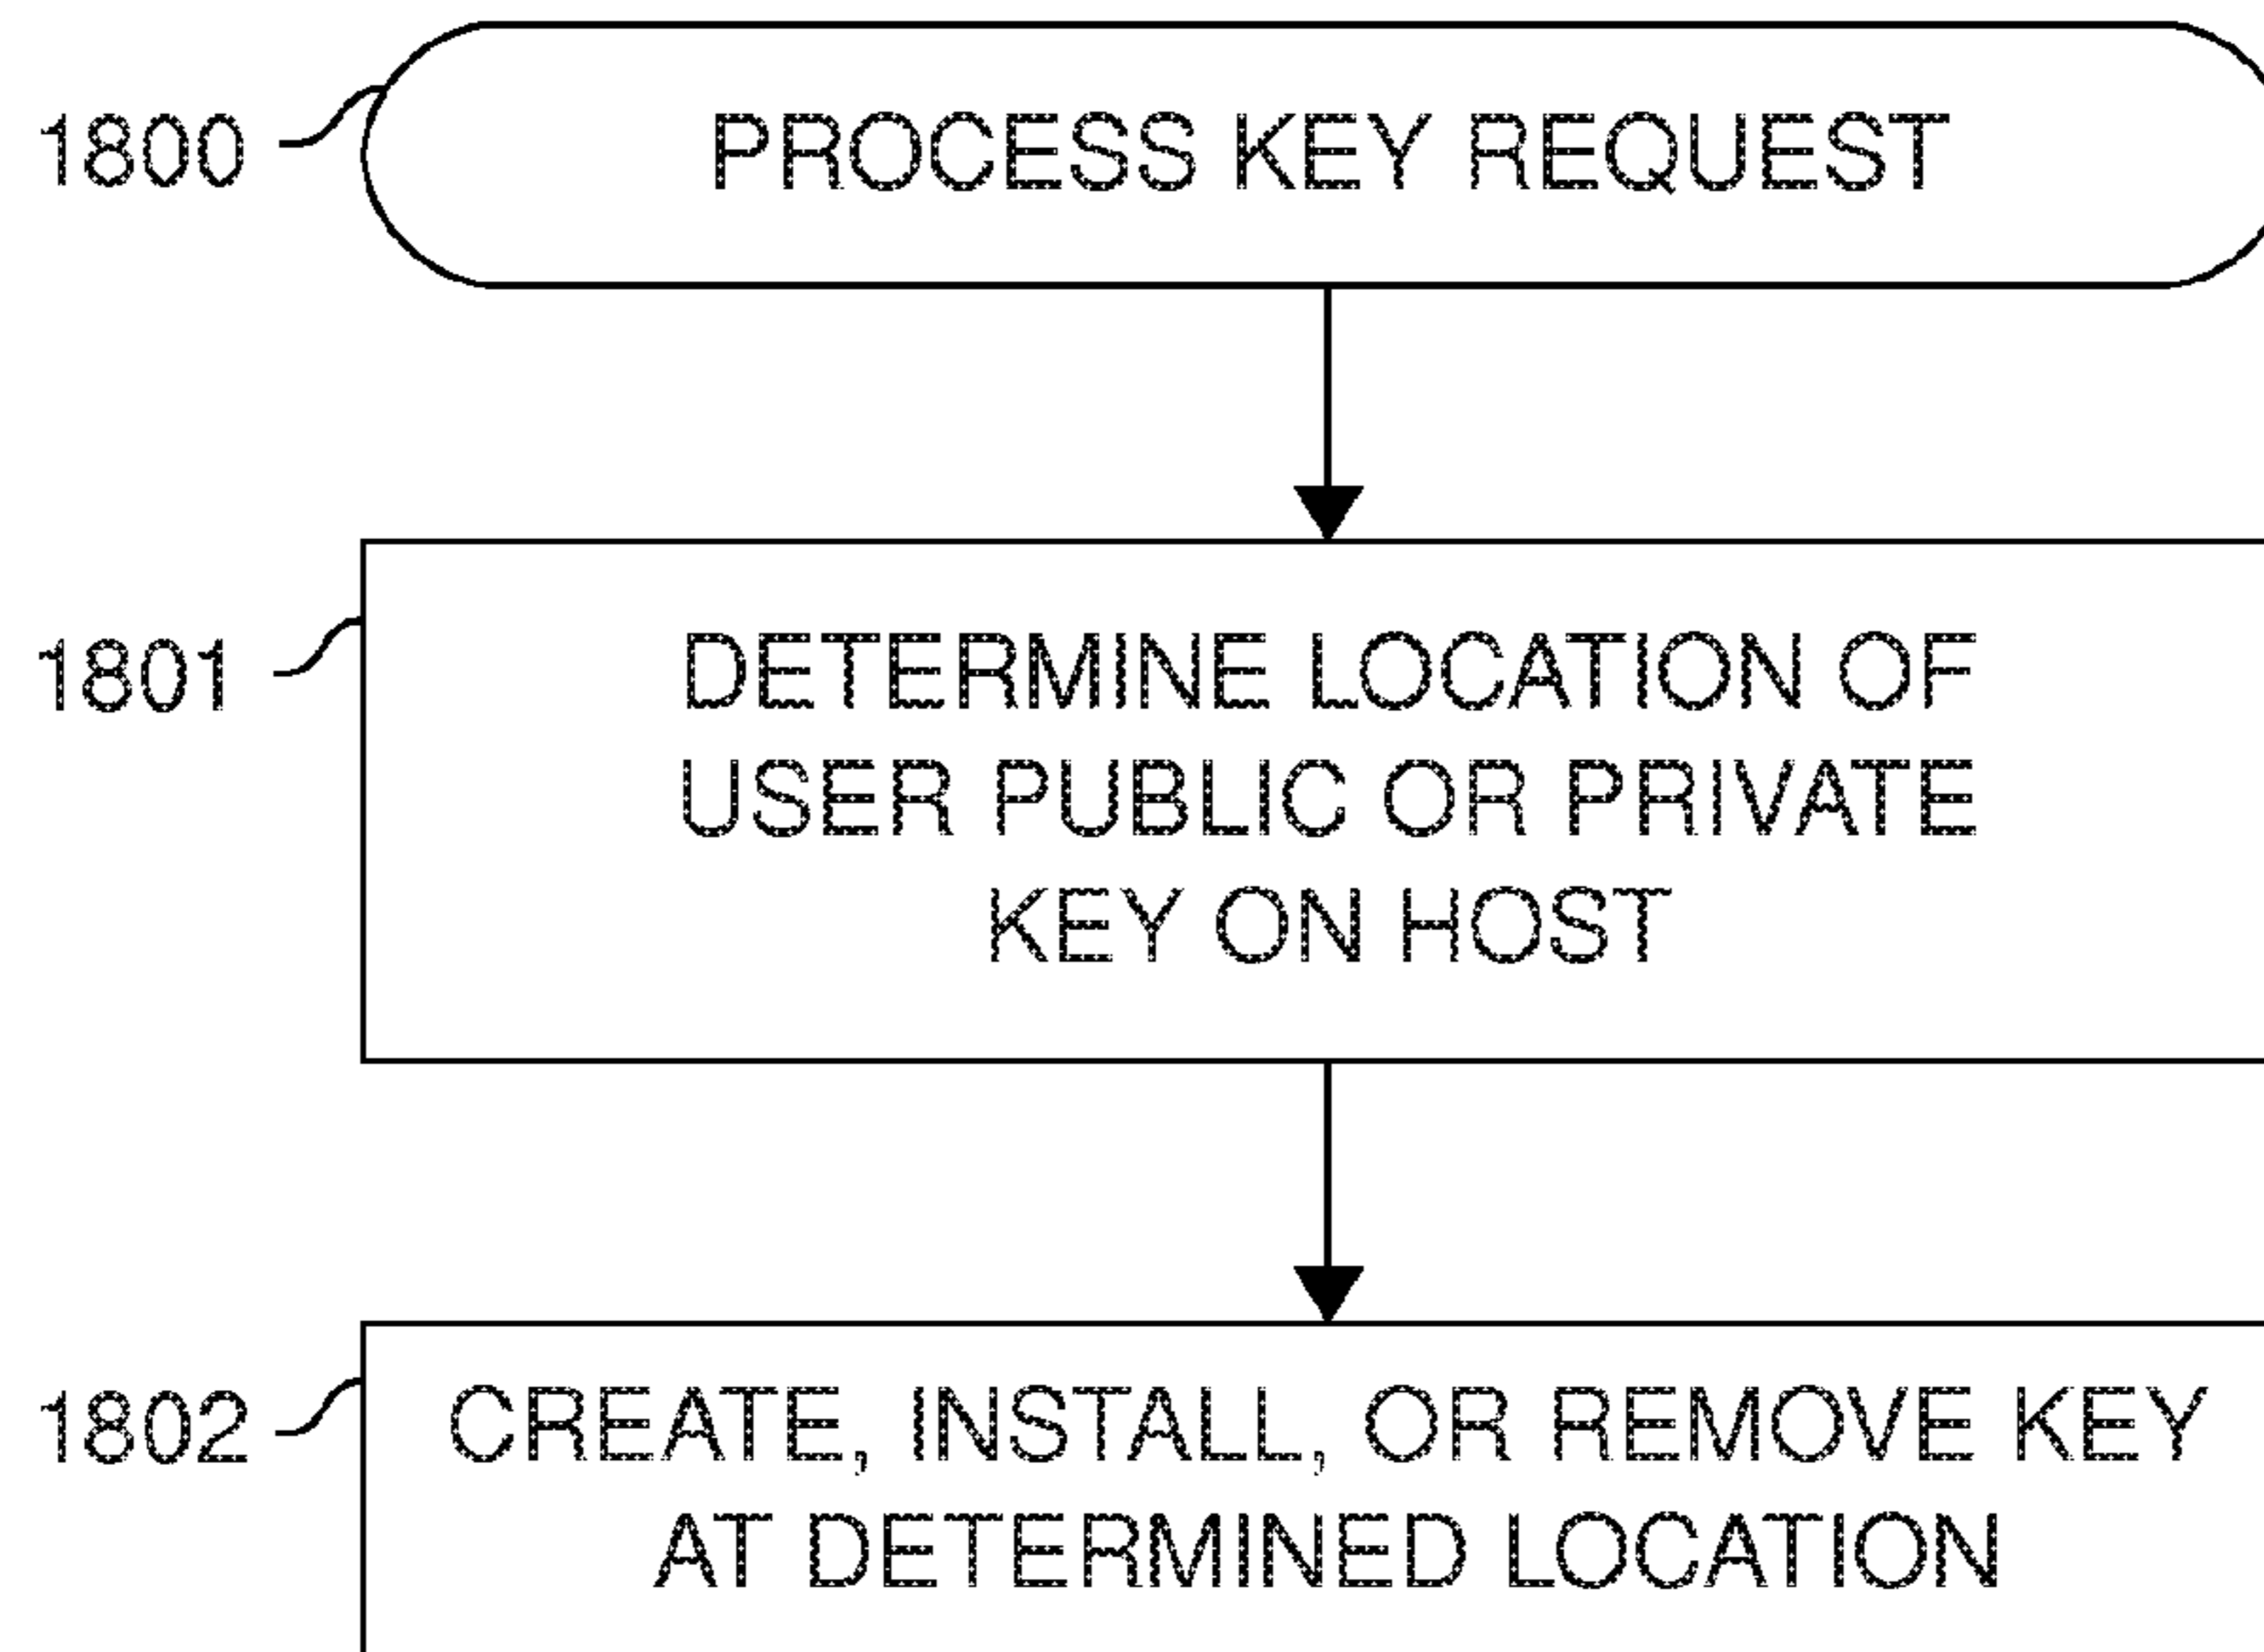 1800
PROCESS KEY REQUEST
1801
DETERMINE LOCATION OF
USER PUBLIC OR PRIVATE
KEY ON HOST
1802
CREATE, INSTALL, OR REMOVE KEY
AT DETERMINED LOCATION